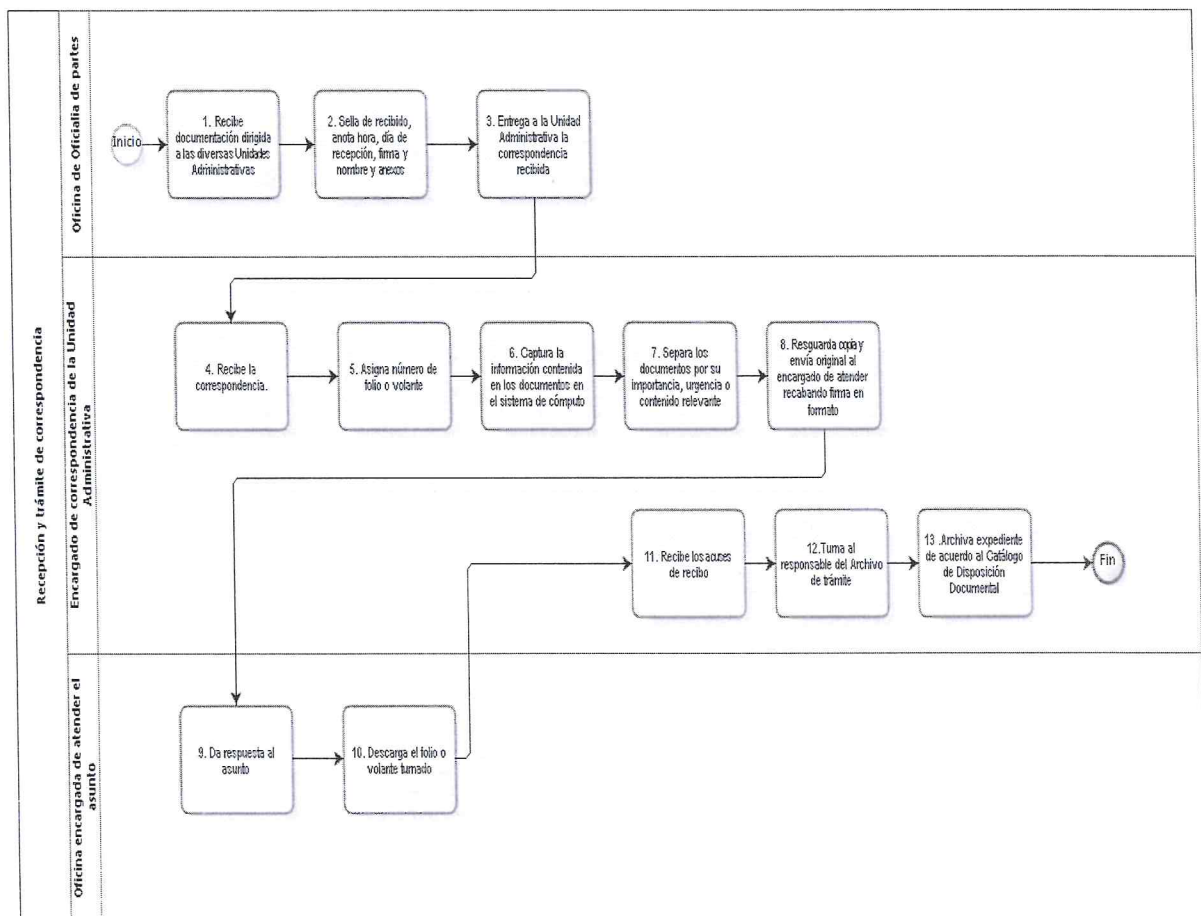 Recepción y trámite de correspondencia
Oficina de Oficialia de partes
Inicio
1. Recibe
documentación dirigida
a las diversas Unidades
Administrativas
2. Sella de recibido,
anota hora, día de
recepción, firma y
nombre y anexos
3. Entrega a la Unidad
Administrativa la
correspondencia
recibida
Encargado de correspondencia de la Unidad
Administrativa
4. Recibe la
correspondencia.
5. Asigna número de
folio o volante
6. Captura la
información contenida
en los documentos en
el sistema de cómputo
7. Separa los
documentos por su
importancia, urgencia o
contenido relevante
8. Resguarda copia y
envía original al
encargado de atender
recabando firma en
formato
11. Recibe los acuses
de recibo
12.Turna al
responsable del Archivo
de trámite
13 .Archiva expediente
de acuerdo al Catálogo
de Disposición
Documental
Fin
Oficina encargada de atender el
asunto
9. Da respuesta al
asunto
10. Descarga el folio o
volante turnado